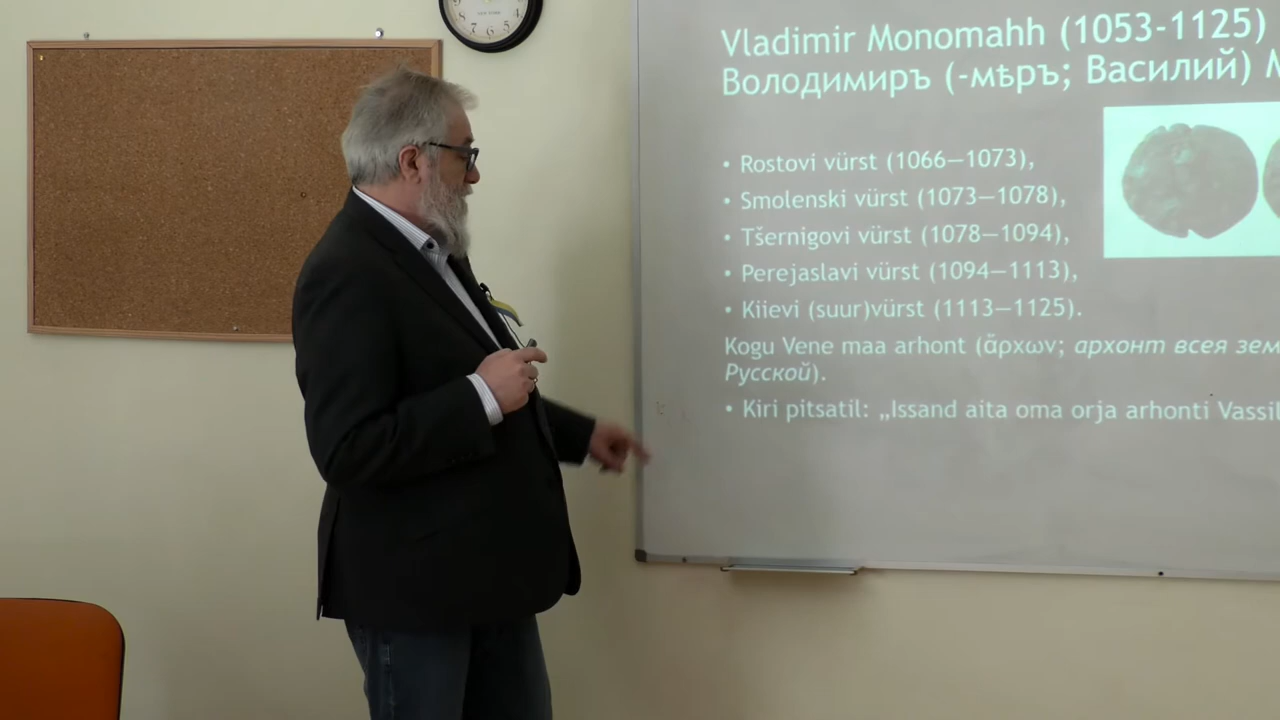 Vladimir Monomahh (1053-1125)
Володимиръ (-мѣръ; Василий)
• Rostovi vürst (1066—1073),
• Smolenski vürst (1073—1078),
• Tšernigovi vürst (1078—1094),
• Perejaslavi vürst (1094—1113),
• Kiievi (suur)vürst (1113—1125).
Kogu Vene maa arhont (ἄρχων; архонт всея зем
Русской).
• Kiri pitsatil: „Issand aita oma orja arhonti Vassil